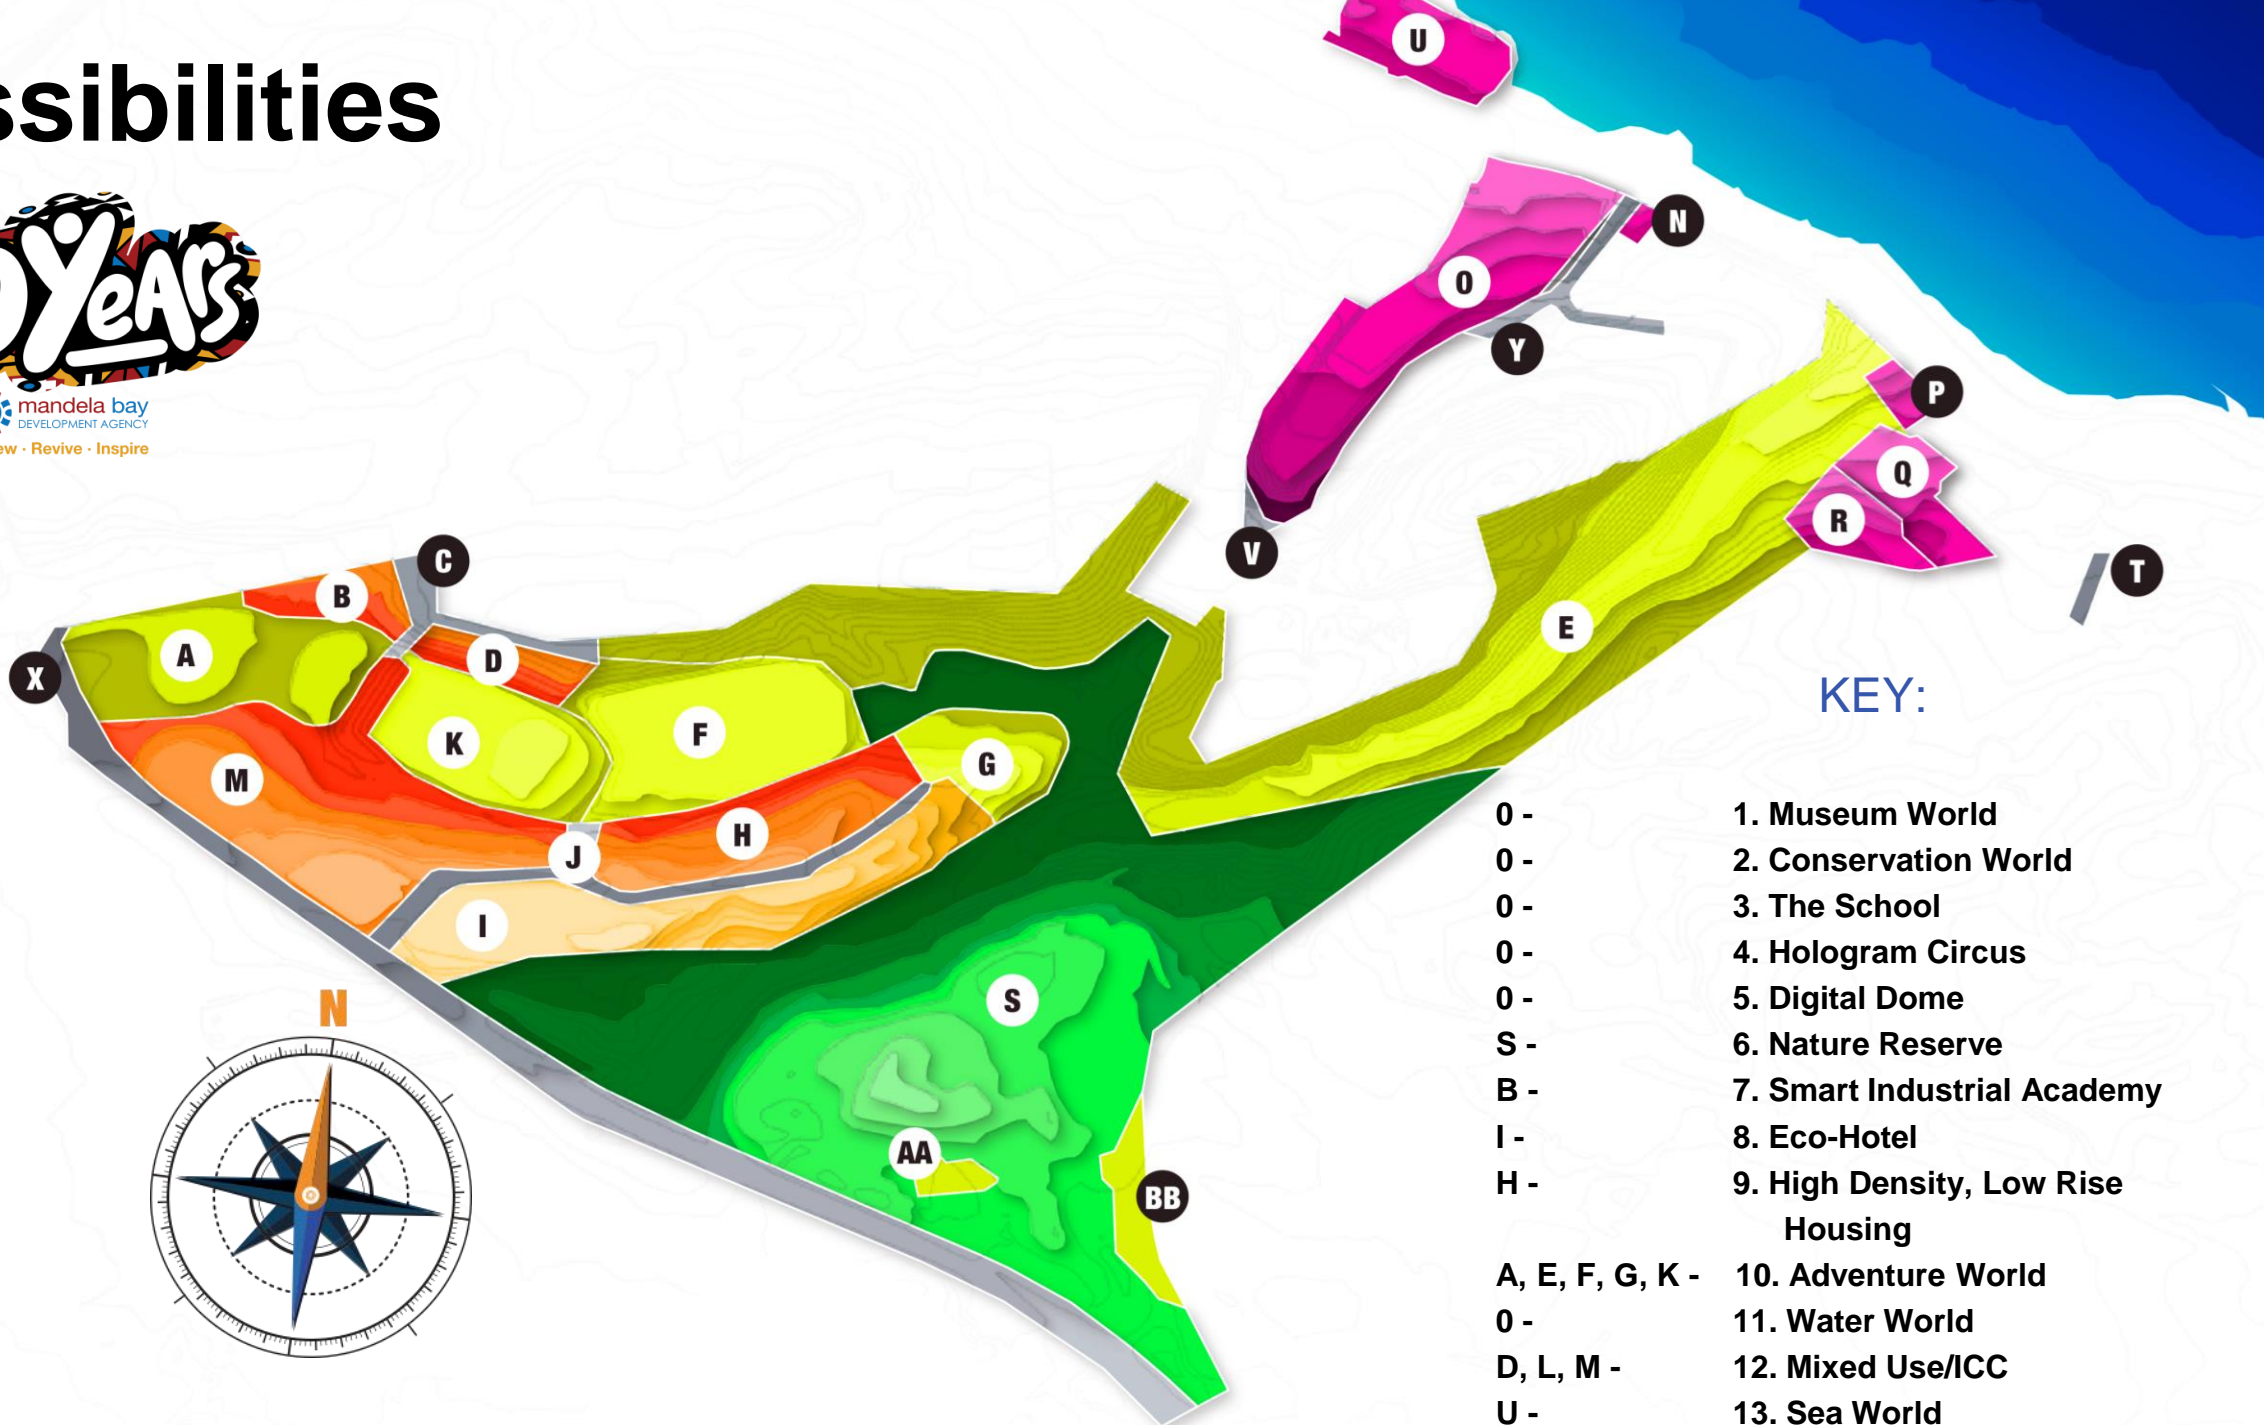 ssibilities
YeArs
mandela bay
DEVELOPMENT AGENCY
ew · Revive · Inspire
U
N
O
Y
P
Q
R
V
T
C
B
A
D
X
E
K
F
G
M
H
J
I
S
AA
BB
N
KEY:
0 - 1. Museum World
0 - 2. Conservation World
0 - 3. The School
0 - 4. Hologram Circus
0 - 5. Digital Dome
S - 6. Nature Reserve
B - 7. Smart Industrial Academy
I - 8. Eco-Hotel
H - 9. High Density, Low Rise
Housing
A, E, F, G, K - 10. Adventure World
0 - 11. Water World
D, L, M - 12. Mixed Use/ICC
U - 13. Sea World